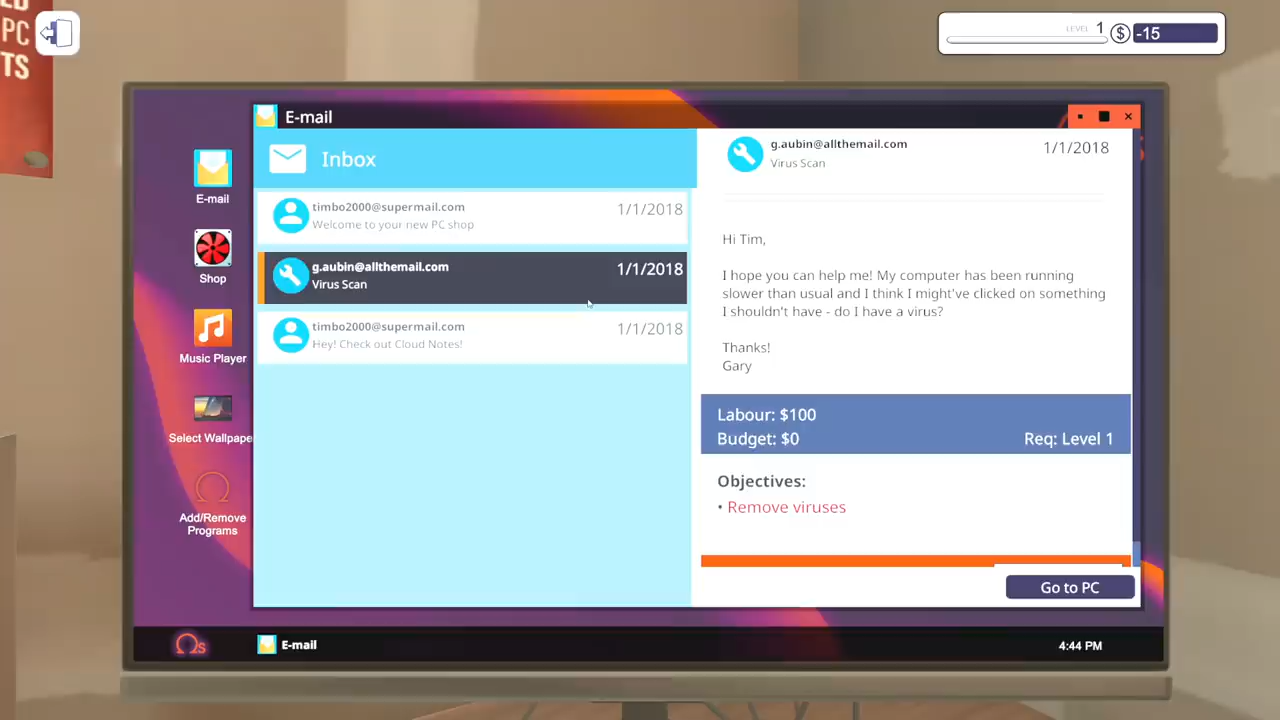 ED
PC
TS
LEVEL 1
$ -15
E-mail
Inbox
timbo2000@supermail.com
1/1/2018
Welcome to your new PC shop
g.aubin@allthemail.com
1/1/2018
Virus Scan
timbo2000@supermail.com
1/1/2018
Hey! Check out Cloud Notes!
g.aubin@allthemail.com
1/1/2018
Virus Scan
Hi Tim,
I hope you can help me! My computer has been running
slower than usual and I think I might've clicked on something
I shouldn't have - do I have a virus?
Thanks!
Gary
Labour: $100
Budget: $0
Req: Level 1
Objectives:
• Remove viruses
Go to PC
E-mail
Shop
Music Player
Select Wallpape
Add/Remove
Programs
Ωs
E-mail
4:44 PM